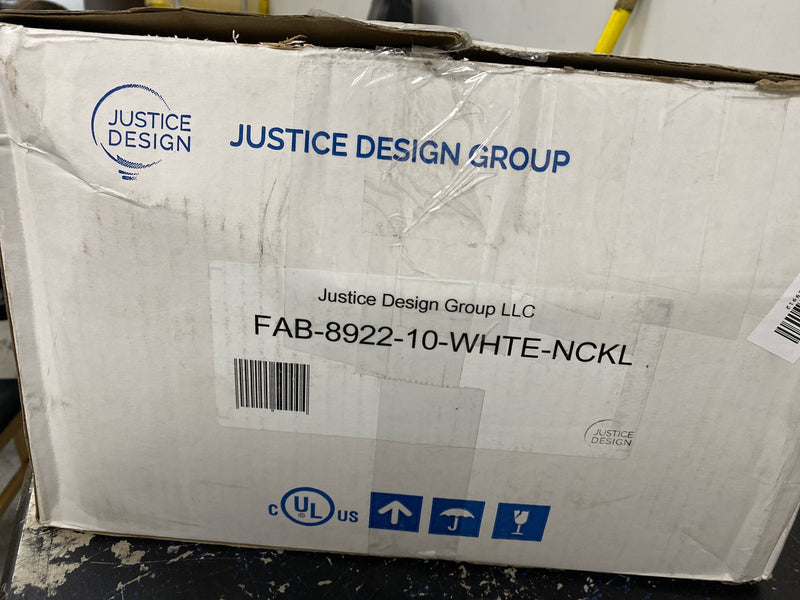 JUSTICE
DESIGN
JUSTICE DESIGN GROUP
Justice Design Group LLC
FAB-8922-10-WHTE-NCKL
JUSTICE
DESIGN
C UL® US